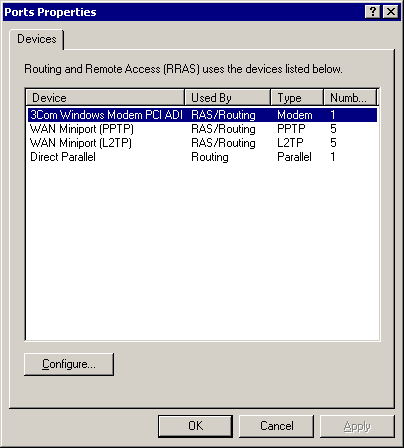 Ports Properties
Devices
Routing and Remote Access (RRAS) uses the devices listed below.
Device Used By Type Numb...
3Com Windows Modem PCI ADI RAS/Routing Modem 1
WAN Miniport (PPTP) RAS/Routing PPTP 5
WAN Miniport (L2TP) RAS/Routing L2TP 5
Direct Parallel Routing Parallel 1
Configure...
OK Cancel Apply